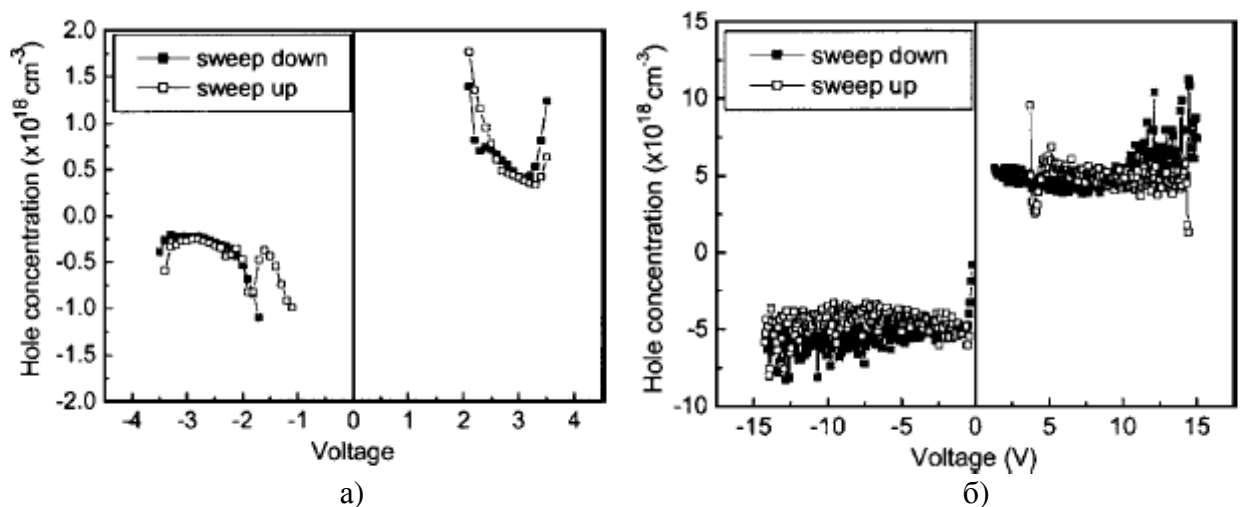 2.0
1.5
1.0
0.5
0.0
-0.5
-1.0
-1.5
-2.0
Hole concentration (x10¹⁸ cm⁻³)
sweep down
sweep up
-4 -3 -2 -1 0 1 2 3 4
Voltage
а)
15
10
5
0
-5
-10
Hole concentration (x10¹⁸ cm⁻³)
sweep down
sweep up
-15 -10 -5 0 5 10 15
Voltage (V)
б)